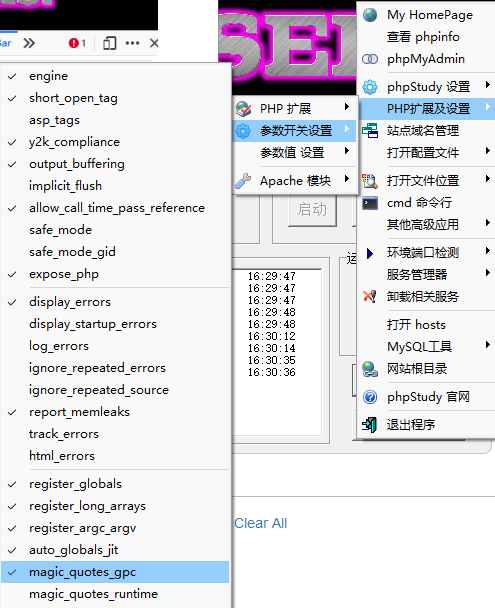 SEI
ar
1
engine
short_open_tag
asp_tags
y2k_compliance
output_buffering
implicit_flush
allow_call_time_pass_reference
safe_mode
safe_mode_gid
expose_php
display_errors
display_startup_errors
log_errors
ignore_repeated_errors
ignore_repeated_source
report_memleaks
track_errors
html_errors
register_globals
register_long_arrays
register_argc_argv
auto_globals_jit
magic_quotes_gpc
magic_quotes_runtime
PHP 扩展
参数开关设置
参数值 设置
Apache 模块
启动
运
16:29:47
16:29:47
16:29:48
16:29:48
16:30:12
16:30:14
16:30:35
16:30:36
Clear All
My HomePage
查看 phpinfo
phpMyAdmin
phpStudy 设置
PHP扩展及设置
站点域名管理
打开配置文件
打开文件位置
cmd 命令行
其他高级应用
环境端口检测
服务管理器
卸载相关服务
打开 hosts
MySQL工具
网站根目录
phpStudy 官网
退出程序